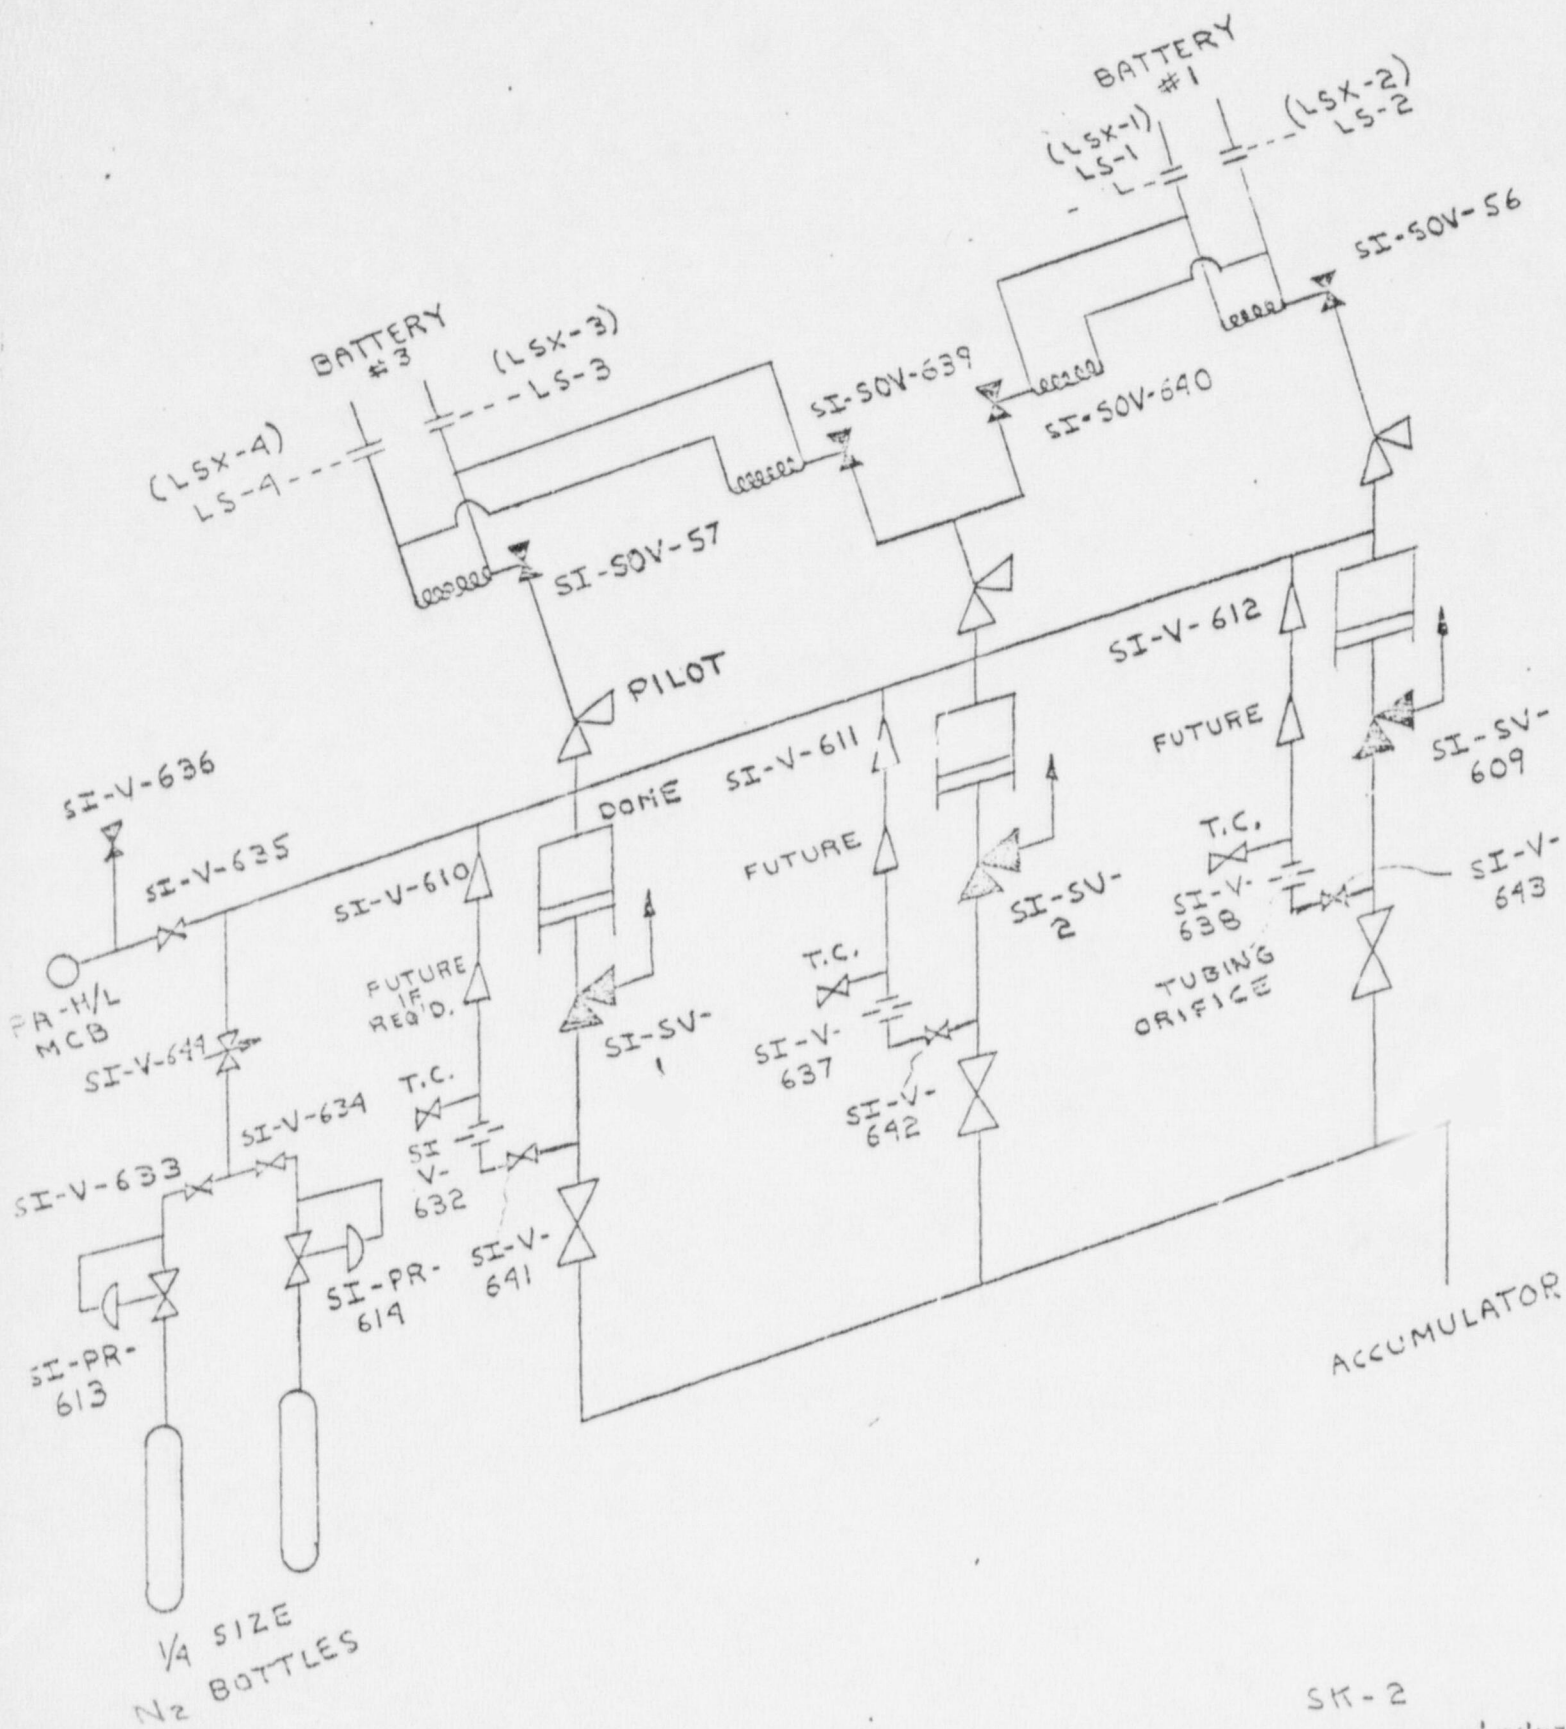 BATTERY
#1
(LSX-1)
LS-1
(LSX-2)
LS-2
SI-SOV-56
BATTERY
#3
(LSX-3)
LS-3
(LSX-4)
LS-4
SI-SOV-639
SI-SOV-640
SI-SOV-57
PILOT
DOME
SI-V-636
SI-V-635
PA-H/L
MCB
SI-V-644
SI-V-634
SI-V-633
SI-PR-
613
SI-PR-
614
1/4 SIZE
N2 BOTTLES
SI-V-610
FUTURE
IF
REQ'D.
T.C.
SI
V-
632
SI-V-
641
SI-SV-
1
SI-V-611
FUTURE
T.C.
SI-V-
637
SI-V-
642
SI-SV-
2
SI-V-612
FUTURE
T.C.
SI-V-
638
TUBING
ORIFICE
SI-SV-
609
SI-V-
643
ACCUMULATOR
SK-2